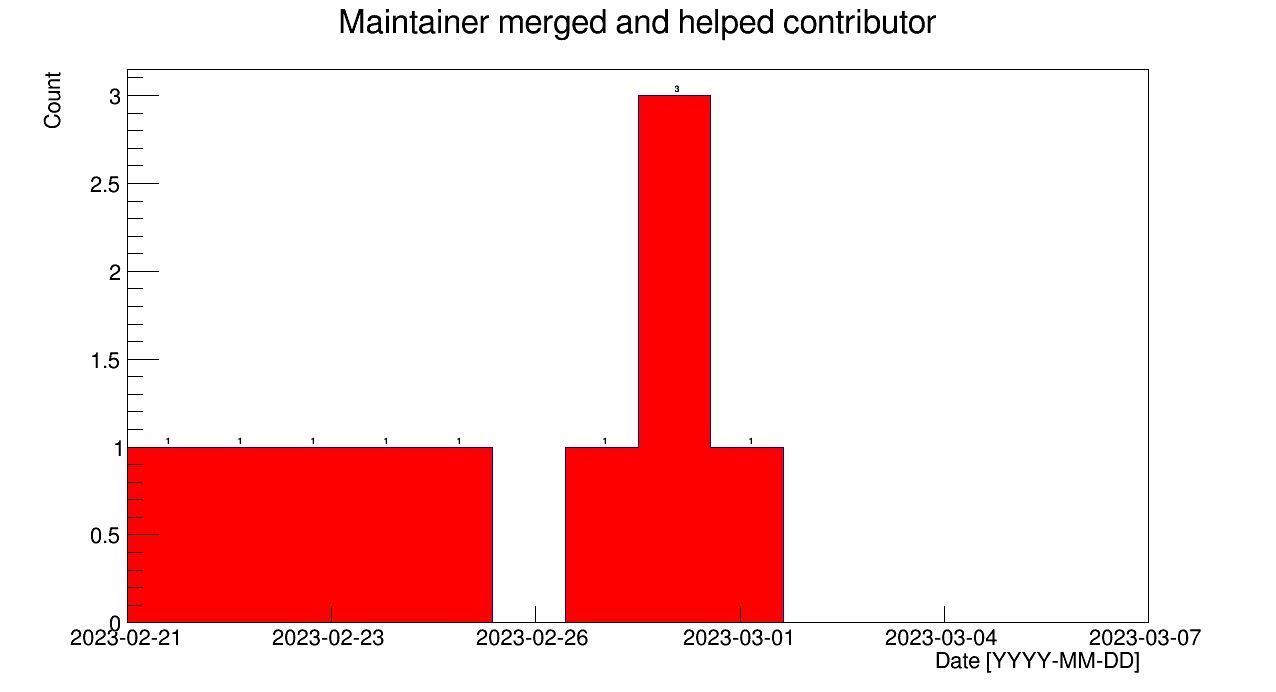 Maintainer merged and helped contributor
Count
3
2.5
2
1.5
1
0.5
0
1 1 1 1 1 1 3 1
2023-02-21 2023-02-23 2023-02-26 2023-03-01 2023-03-04 2023-03-07
Date [YYYY-MM-DD]